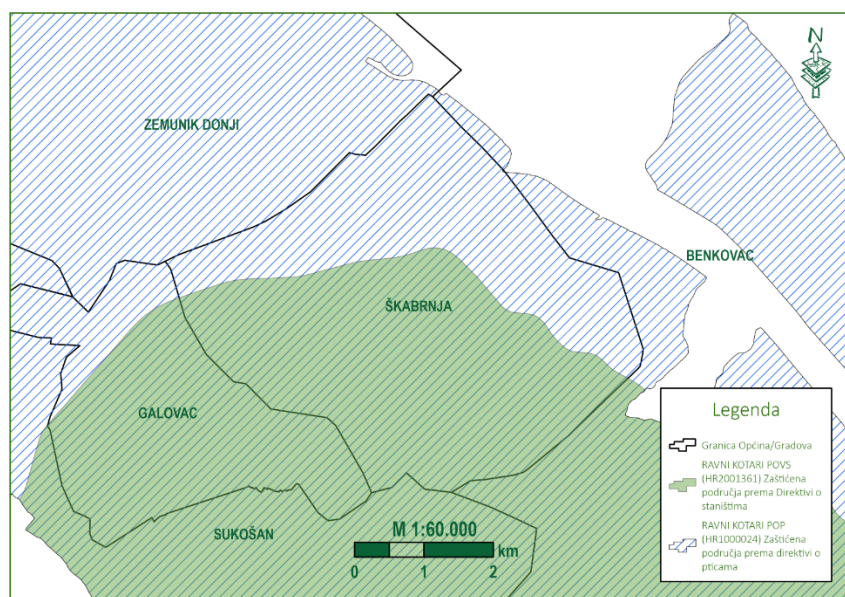 N
ZEMUNIK DONJI
BENKOVAC
ŠKABRNJA
GALOVAC
SUKOŠAN
M 1:60.000
km
0 1 2
Legenda
Granica Općina/Gradova
RAVNI KOTARI POVS
(HR2001361) Zaštićena
područja prema Direktivi o
staništima
RAVNI KOTARI POP
(HR1000024) Zaštićena
područja prema direktivi o
pticama